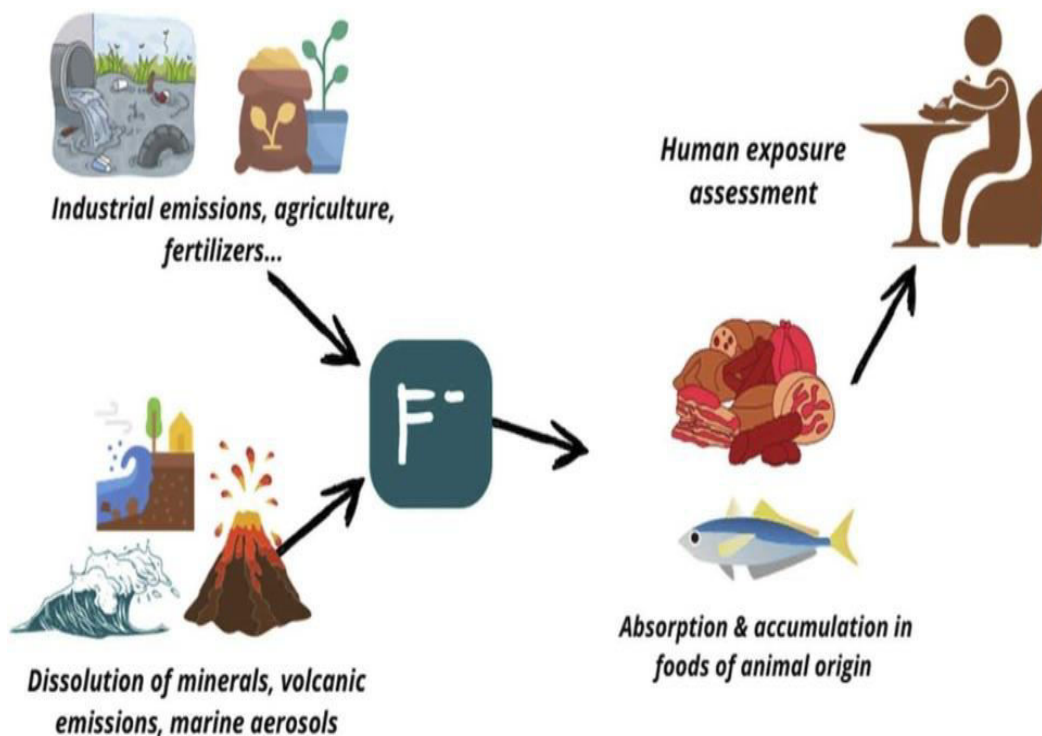 Industrial emissions, agriculture,
fertilizers...
Human exposure
assessment
F-
Dissolution of minerals, volcanic
emissions, marine aerosols
Absorption & accumulation in
foods of animal origin